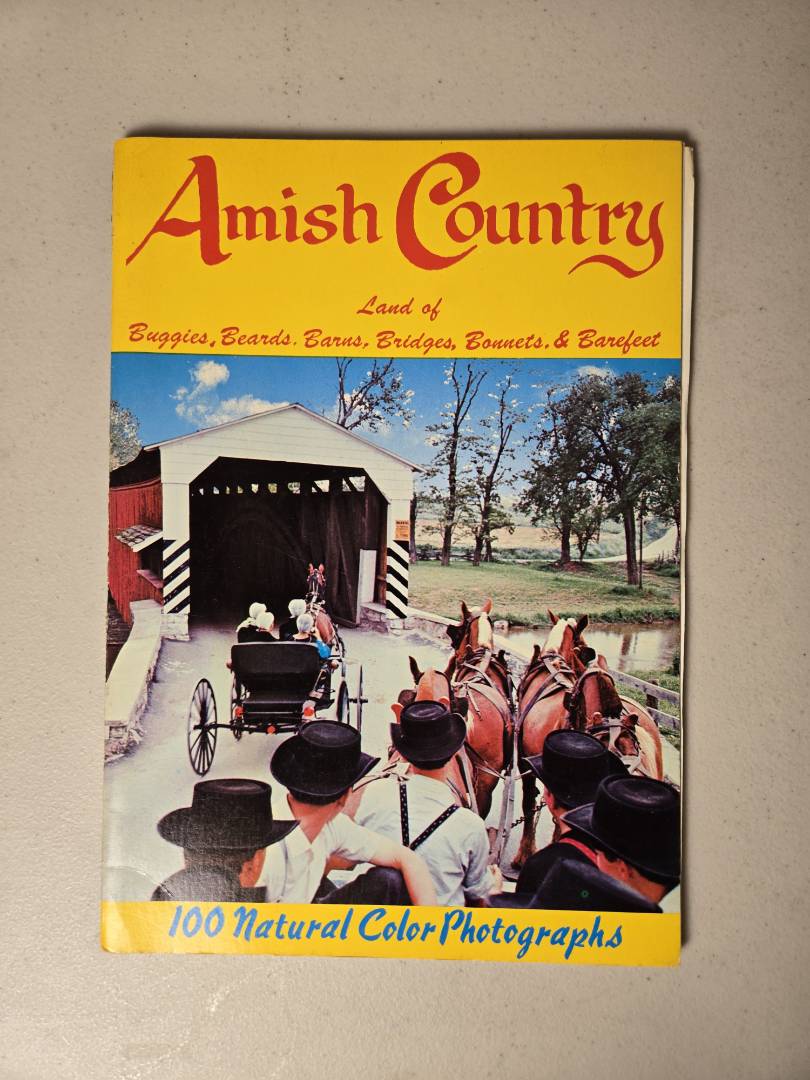 Amish Country
Land of
Buggies, Beards, Barns, Bridges, Bonnets, & Barefeet
100 Natural Color Photographs